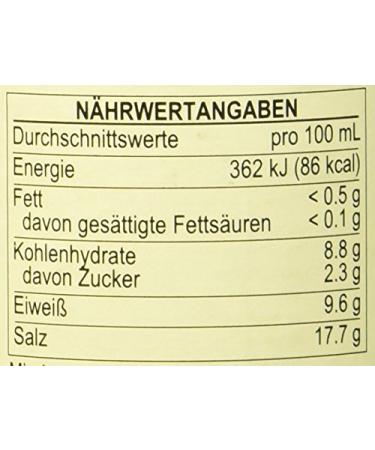 NÄHRWERTANGABEN
Durchschnittswerte pro 100 mL
Energie 362 kJ (86 kcal)
Fett < 0.5 g
davon gesättigte Fettsäuren < 0.1 g
Kohlenhydrate 8.8 g
davon Zucker 2.3 g
Eiweiß 9.6 g
Salz 17.7 g